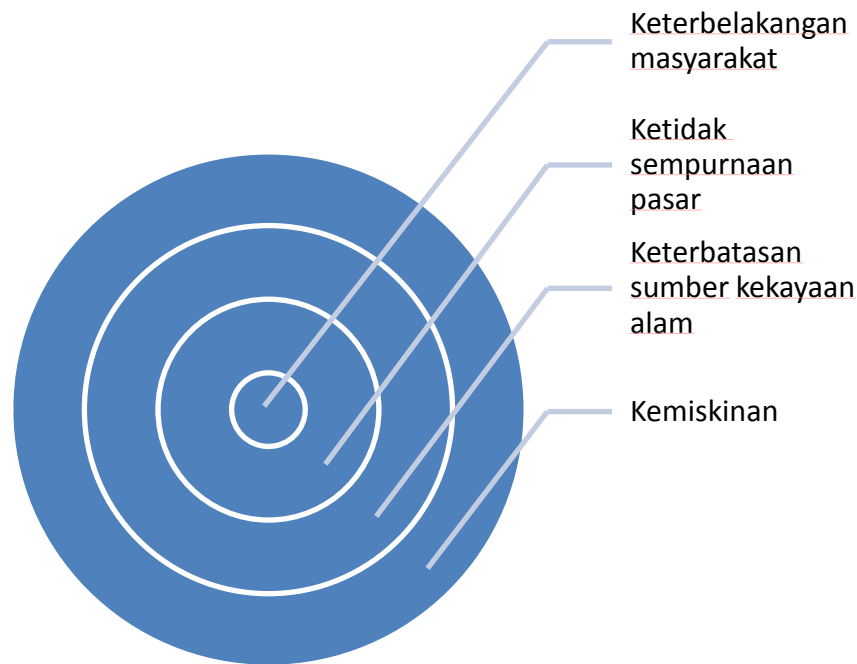 Keterbelakangan
masyarakat
Ketidak
sempurnaan
pasar
Keterbatasan
sumber kekayaan
alam
Kemiskinan